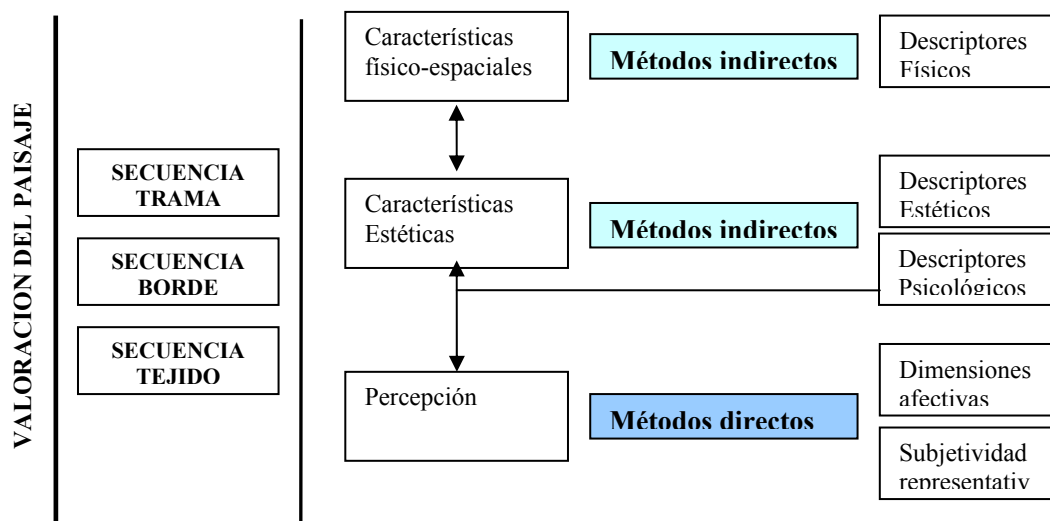 VALORACION DEL PAISAJE
SECUENCIA
TRAMA
SECUENCIA
BORDE
SECUENCIA
TEJIDO
Características
físico-espaciales
Métodos indirectos
Descriptores
Físicos
Características
Estéticas
Métodos indirectos
Descriptores
Estéticos
Descriptores
Psicológicos
Percepción
Métodos directos
Dimensiones
afectivas
Subjetividad
representativ